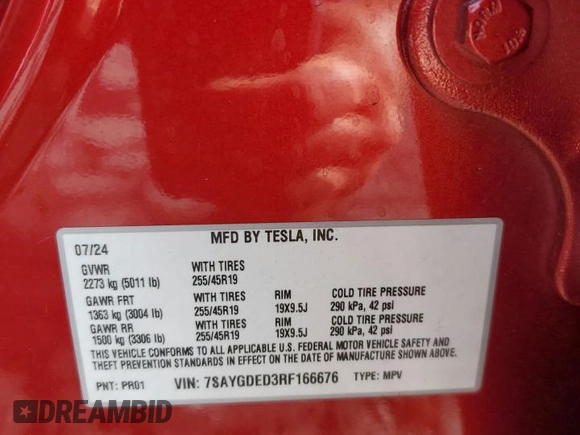 MFD BY TESLA, INC.
07/24
GVWR WITH TIRES
2273 kg (5011 lb) 255/45R19
GAWR FRT WITH TIRES RIM COLD TIRE PRESSURE
1363 kg (3004 lb) 255/45R19 19X9.5J 290 kPa, 42 psi
GAWR RR WITH TIRES RIM COLD TIRE PRESSURE
1500 kg (3306 lb) 255/45R19 19X9.5J 290 kPa, 42 psi
THIS VEHICLE CONFORMS TO ALL APPLICABLE U.S. FEDERAL MOTOR VEHICLE SAFETY AND
THEFT PREVENTION STANDARDS IN EFFECT ON THE DATE OF MANUFACTURE SHOWN ABOVE.
PNT: PR01 VIN: 7SAYGDED3RF166676 TYPE: MPV
DREAMBID